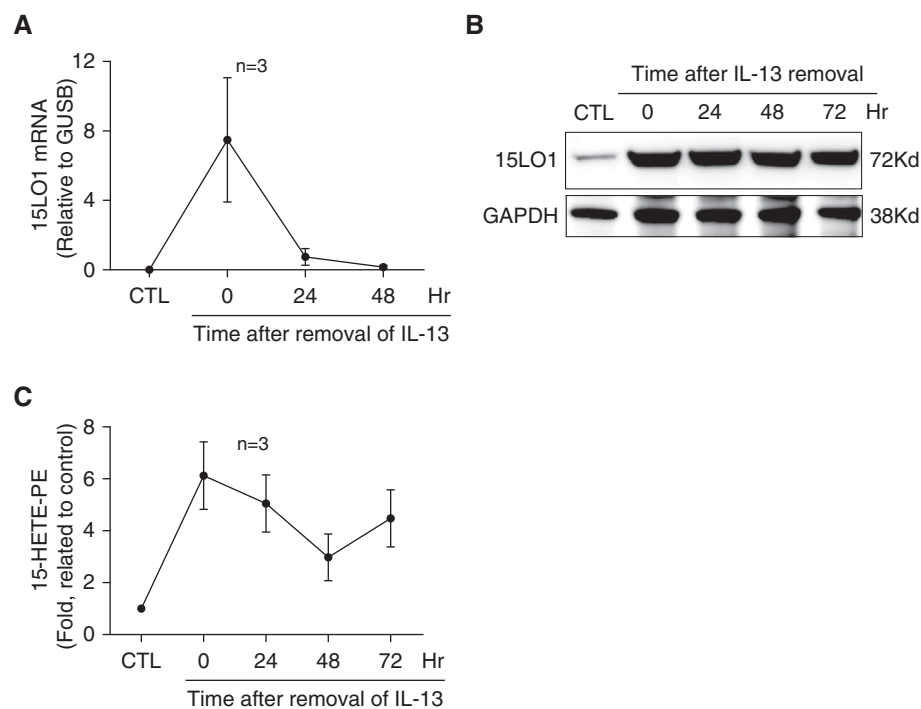 A
15LO1 mRNA
(Relative to GUSB)
12
8
4
0
n=3
CTL 0 24 48 Hr
Time after removal of IL-13
B
Time after IL-13 removal
CTL 0 24 48 72 Hr
15LO1 72Kd
GAPDH 38Kd
C
15-HETE-PE
(Fold, related to control)
8
6
4
2
0
n=3
CTL 0 24 48 72 Hr
Time after removal of IL-13